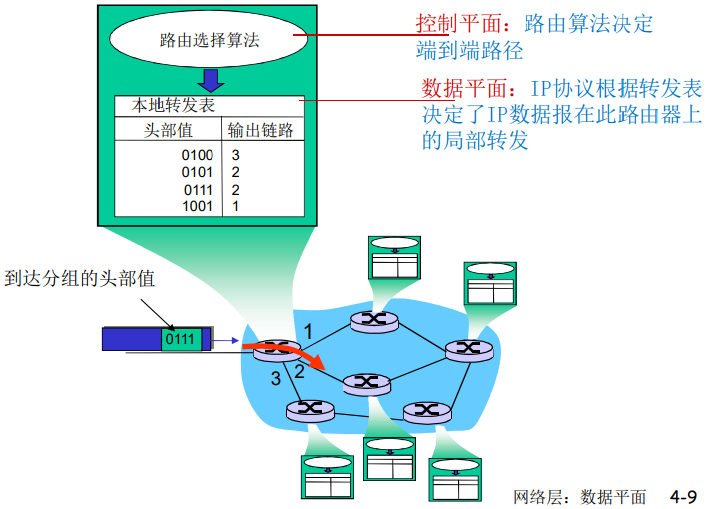 路由选择算法
控制平面：路由算法决定
端到端路径
数据平面：IP协议根据转发表
决定了IP数据报在此路由器上
的局部转发
本地转发表
头部值 输出链路
0100 3
0101 2
0111 2
1001 1
到达分组的头部值
0111
1
2
3
网络层：数据平面 4-9